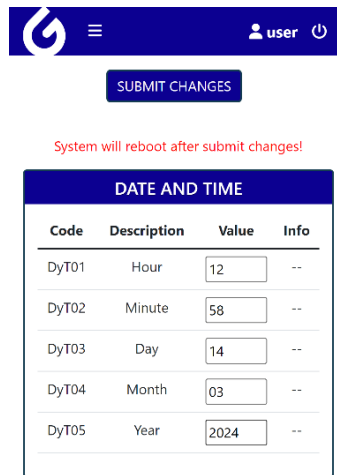 user
SUBMIT CHANGES
System will reboot after submit changes!
DATE AND TIME
Code Description Value Info
DyT01 Hour 12 --
DyT02 Minute 58 --
DyT03 Day 14 --
DyT04 Month 03 --
DyT05 Year 2024 --